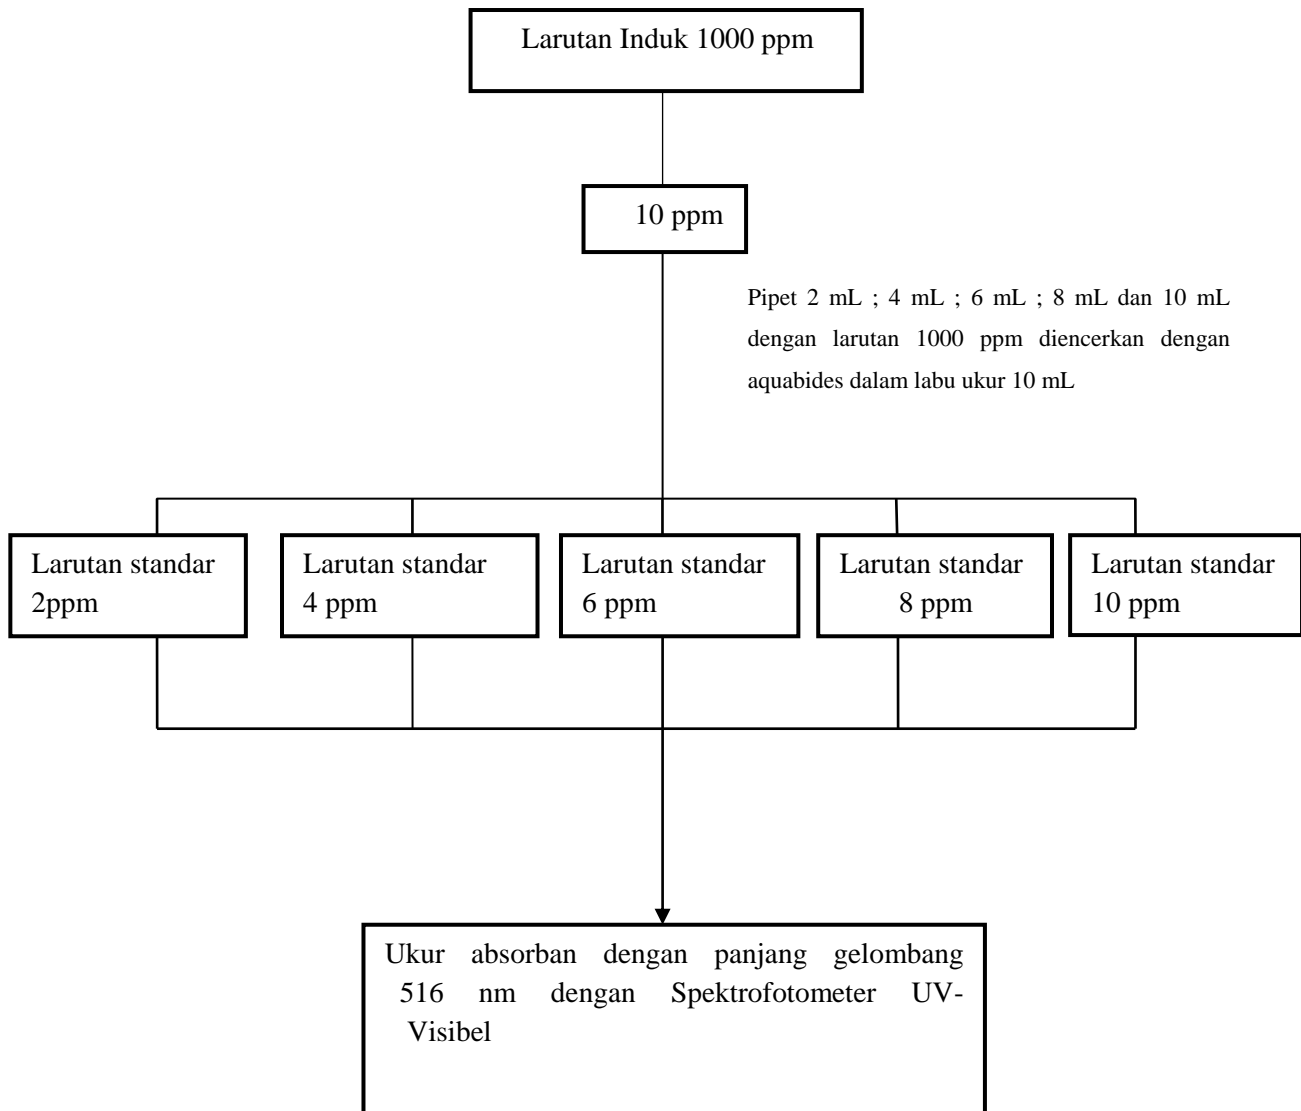 Larutan Induk 1000 ppm
10 ppm
Pipet 2 mL ; 4 mL ; 6 mL ; 8 mL dan 10 mL
dengan larutan 1000 ppm diencerkan dengan
aquabides dalam labu ukur 10 mL
Larutan standar
2ppm
Larutan standar
4 ppm
Larutan standar
6 ppm
Larutan standar
8 ppm
Larutan standar
10 ppm
Ukur absorban dengan panjang gelombang
516 nm dengan Spektrofotometer UV-
Visibel